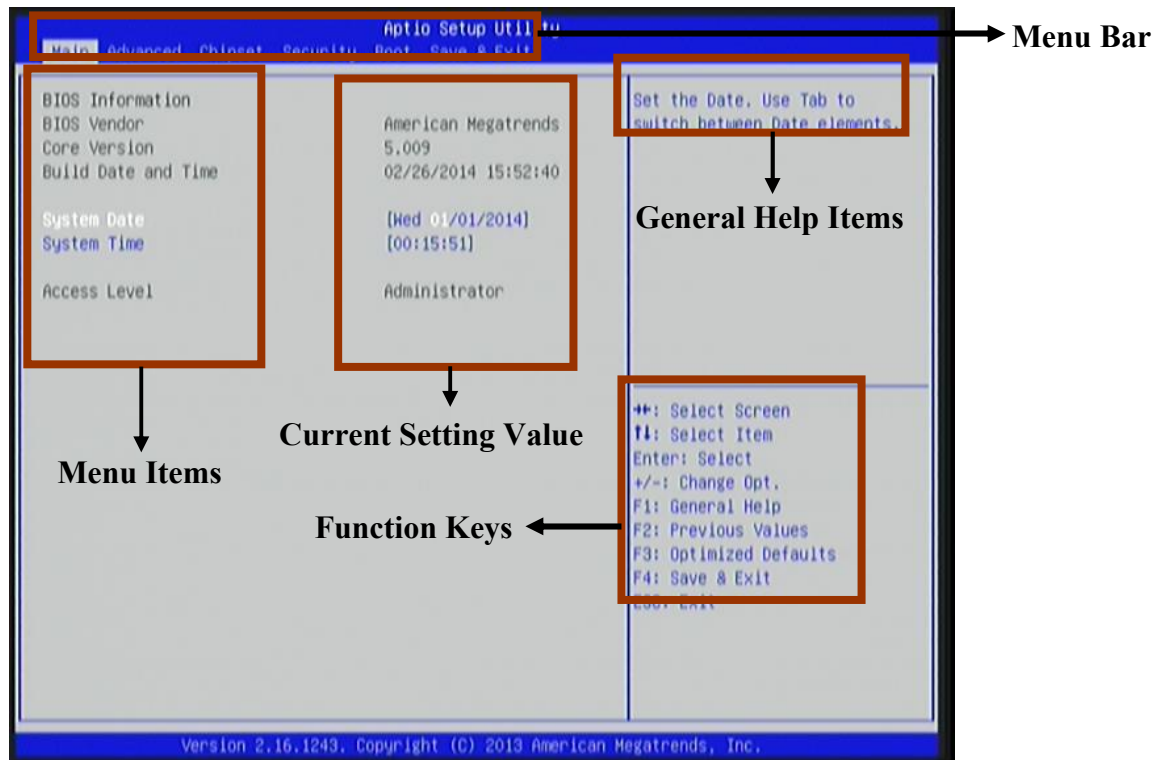 Aptio Setup Utility
Main Advanced Chipset Security Boot Save & Exit
Menu Bar
BIOS Information
BIOS Vendor American Megatrends
Core Version 5.009
Build Date and Time 02/26/2014 15:52:40
System Date [Wed 01/01/2014]
System Time [00:15:51]
Access Level Administrator
Set the Date. Use Tab to
switch between Date elements.
General Help Items
Menu Items
Current Setting Value
Function Keys
→←: Select Screen
↑↓: Select Item
Enter: Select
+/-: Change Opt.
F1: General Help
F2: Previous Values
F3: Optimized Defaults
F4: Save & Exit
ESC: Exit
Version 2.16.1243. Copyright (C) 2013 American Megatrends, Inc.